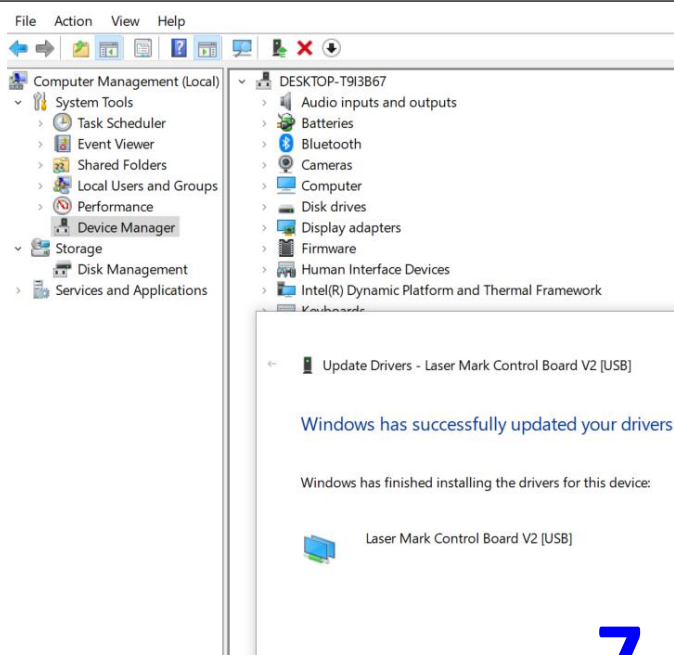 File Action View Help
Computer Management (Local)
System Tools
Task Scheduler
Event Viewer
Shared Folders
Local Users and Groups
Performance
Device Manager
Storage
Disk Management
Services and Applications
DESKTOP-T9I3B67
Audio inputs and outputs
Batteries
Bluetooth
Cameras
Computer
Disk drives
Display adapters
Firmware
Human Interface Devices
Intel(R) Dynamic Platform and Thermal Framework
Keyboards
Update Drivers - Laser Mark Control Board V2 [USB]
Windows has successfully updated your drivers
Windows has finished installing the drivers for this device:
Laser Mark Control Board V2 [USB]
7